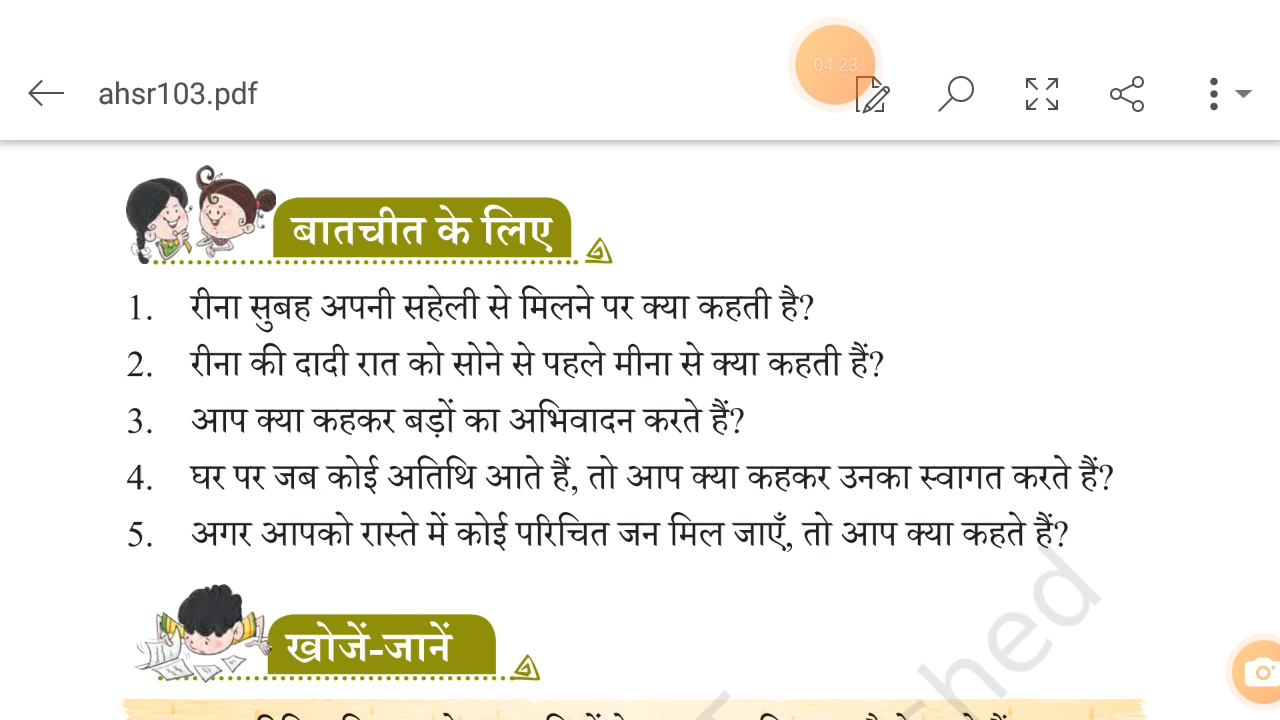 04:23
ahsr103.pdf
बातचीत के लिए
1. रीना सुबह अपनी सहेली से मिलने पर क्या कहती है?
2. रीना की दादी रात को सोने से पहले मीना से क्या कहती हैं?
3. आप क्या कहकर बड़ों का अभिवादन करते हैं?
4. घर पर जब कोई अतिथि आते हैं, तो आप क्या कहकर उनका स्वागत करते हैं?
5. अगर आपको रास्ते में कोई परिचित जन मिल जाएँ, तो आप क्या कहते हैं?
खोजें-जानें